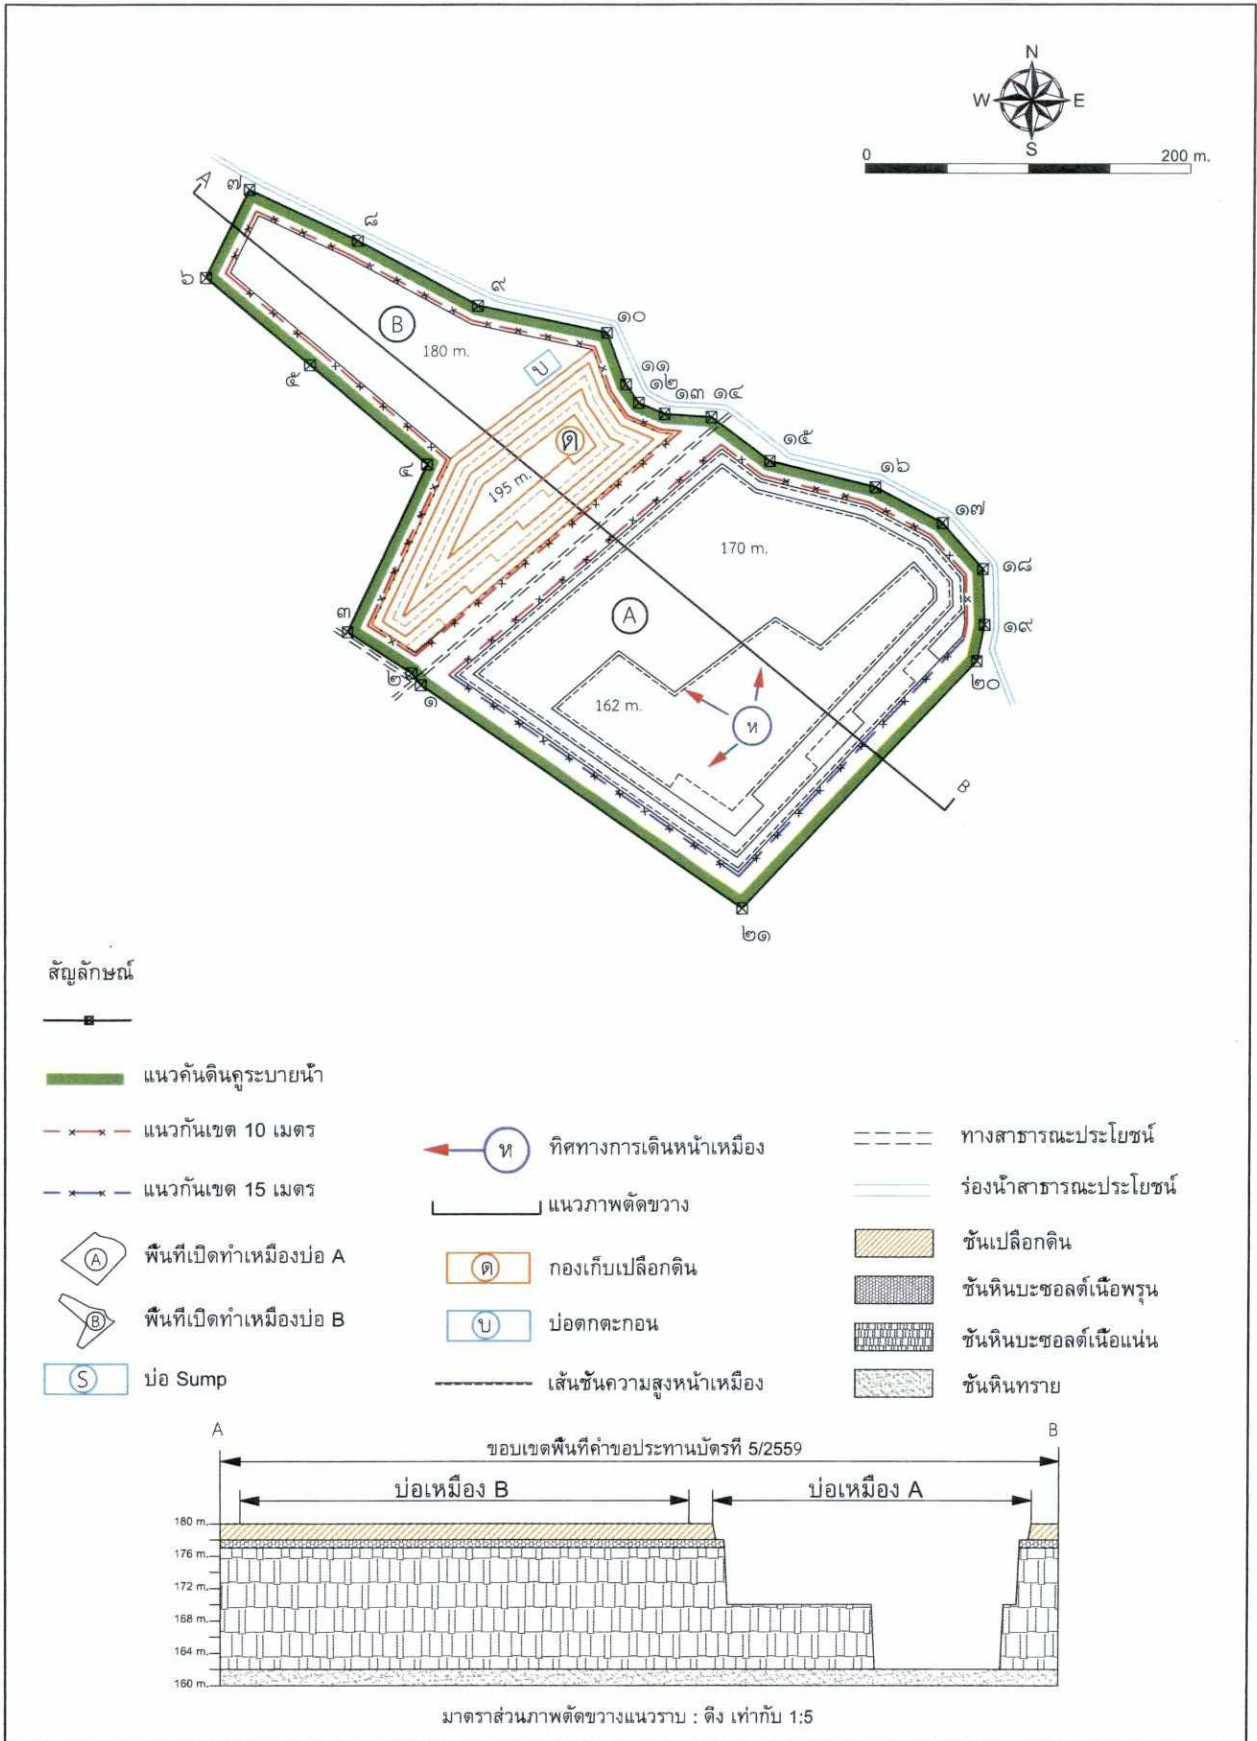 N
W E
S
0 200 m.
A
๗
๘
๖
๙
๑๐
B
180 m.
บ
๑๑
๑๒
๑๓
๑๔
๕
๑๕
ด
๔
๑๖
195 m.
๑๗
170 m.
๑๘
๓
A
๑๙
๒
๒๐
๑
162 m.
ห
B
๒๑
สัญลักษณ์
แนวคันดินคูระบายน้ำ
แนวกันเขต 10 เมตร
แนวกันเขต 15 เมตร
A พื้นที่เปิดทำเหมืองบ่อ A
B พื้นที่เปิดทำเหมืองบ่อ B
S บ่อ Sump
ห ทิศทางการเดินหน้าเหมือง
แนวภาพตัดขวาง
ด กองเก็บเปลือกดิน
บ บ่อตกตะกอน
เส้นชั้นความสูงหน้าเหมือง
ทางสาธารณะประโยชน์
ร่องน้ำสาธารณะประโยชน์
ชั้นเปลือกดิน
ชั้นหินบะซอลต์เนื้อพรุน
ชั้นหินบะซอลต์เนื้อแน่น
ชั้นหินทราย
A B
ขอบเขตพื้นที่คำขอประทานบัตรที่ 5/2559
บ่อเหมือง B บ่อเหมือง A
180 m.
176 m.
172 m.
168 m.
164 m.
160 m.
มาตราส่วนภาพตัดขวางแนวราบ : ดิ่ง เท่ากับ 1:5